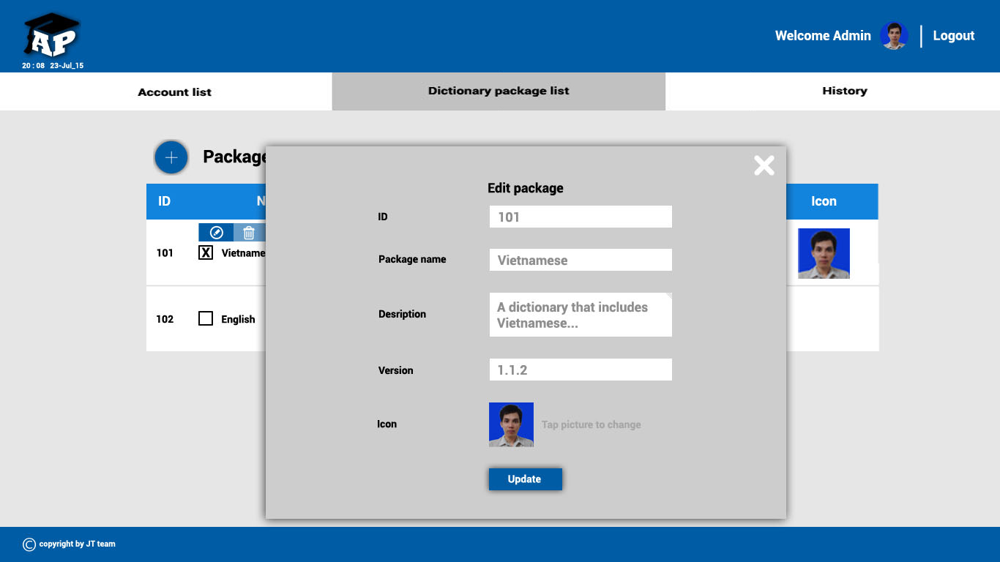 AP
20 : 08 23-Jul_15
Welcome Admin
Logout
Account list
Dictionary package list
History
Package
ID
N
Icon
101
X
Vietname
102
English
Edit package
ID
101
Package name
Vietnamese
Desription
A dictionary that includes
Vietnamese...
Version
1.1.2
Icon
Tap picture to change
Update
© copyright by JT team